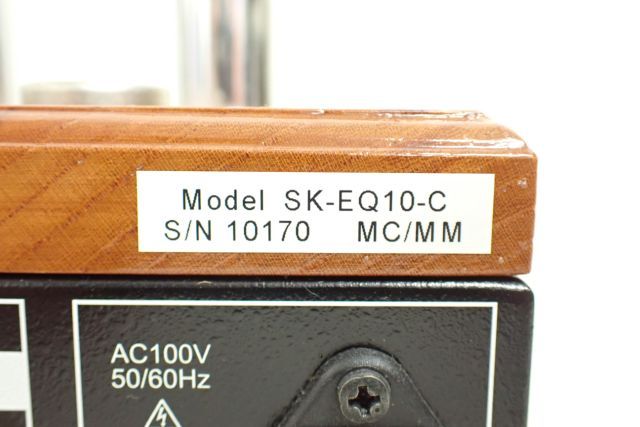 Model SK-EQ10-C
S/N 10170 MC/MM
AC100V
50/60Hz